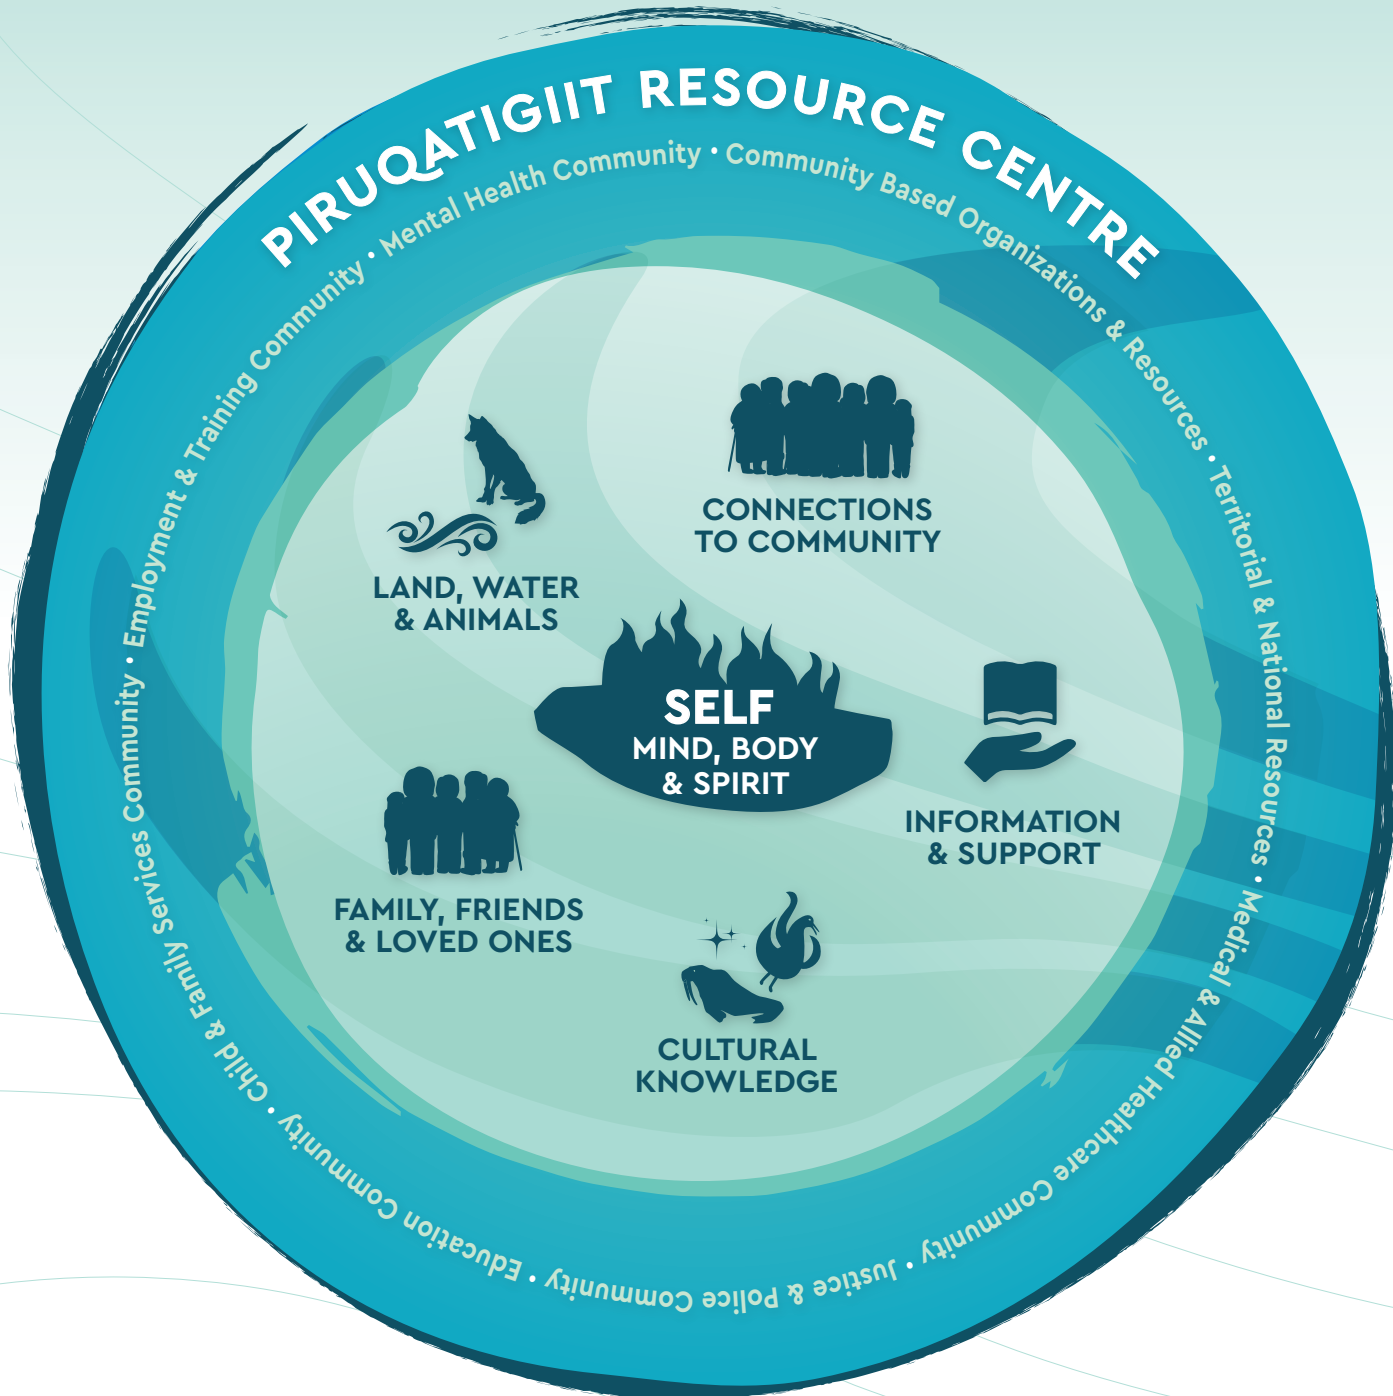 PIRUQATIGIIT RESOURCE CENTRE
Mental Health Community • Community Based Organizations & Resources • Territorial & National Resources • Medical & Allied Healthcare Community • Justice & Police Community • Education Community • Child & Family Services Community • Employment & Training Community •
CONNECTIONS
TO COMMUNITY
LAND, WATER
& ANIMALS
SELF
MIND, BODY
& SPIRIT
INFORMATION
& SUPPORT
FAMILY, FRIENDS
& LOVED ONES
CULTURAL
KNOWLEDGE